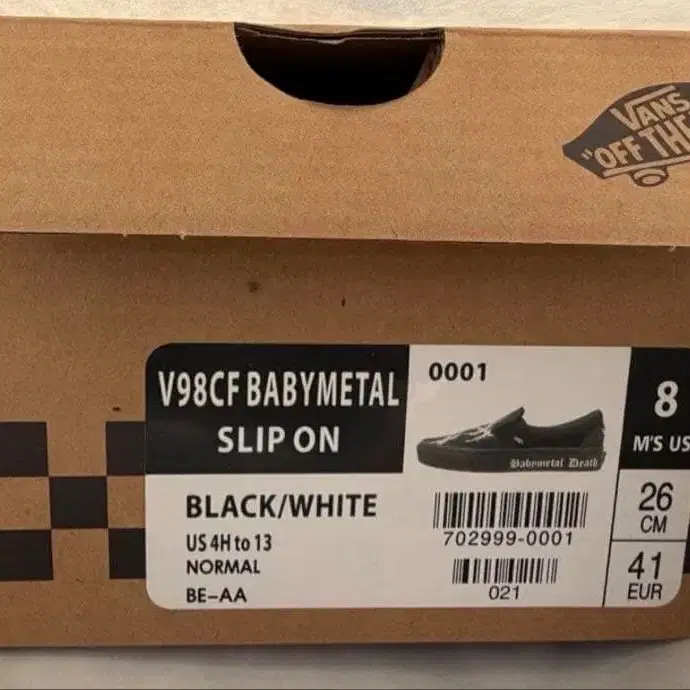 VANS
"OFF THE
V98CF BABYMETAL
SLIP ON
0001
8
M'S US
Babymetal Death
BLACK/WHITE
26
CM
US 4H to 13
702999-0001
NORMAL
41
EUR
BE-AA
021